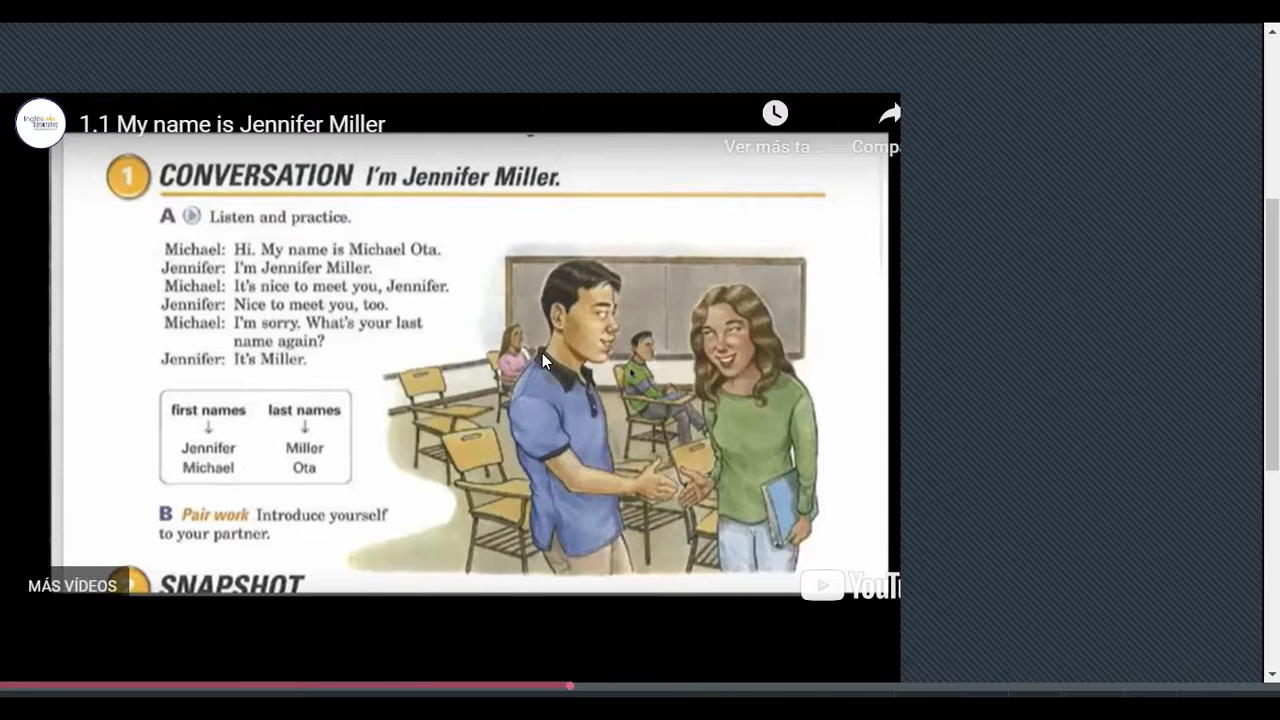 1.1 My name is Jennifer Miller
Ver más ta...
1 CONVERSATION I'm Jennifer Miller.
A Listen and practice.
Michael: Hi. My name is Michael Ota.
Jennifer: I'm Jennifer Miller.
Michael: It's nice to meet you, Jennifer.
Jennifer: Nice to meet you, too.
Michael: I'm sorry. What's your last
name again?
Jennifer: It's Miller.
first names last names
Jennifer Miller
Michael Ota
B Pair work Introduce yourself
to your partner.
MÁS VÍDEOS
SNAPSHOT